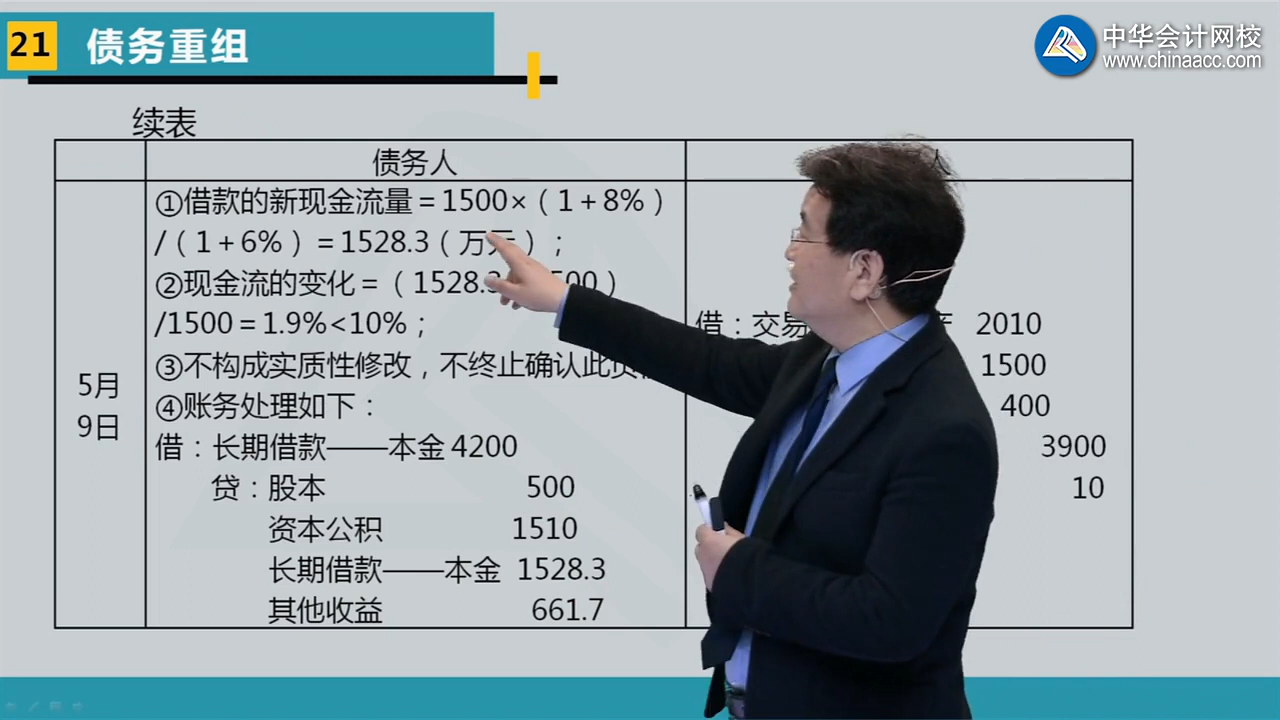 21 债务重组
中华会计网校
www.chinaacc.com
续表
债务人
人
①借款的新现金流量＝1500×（1＋8%）
/（1＋6%）＝1528.3（万元）；
②现金流的变化＝（1528.3 500）
/1500＝1.9%<10%；
③不构成实质性修改，不终止确认此负
④账务处理如下：
借：长期借款——本金 4200
贷：股本 500
资本公积 1510
长期借款——本金 1528.3
其他收益 661.7
5月
9日
借：交易 2010
1500
400
3900
10